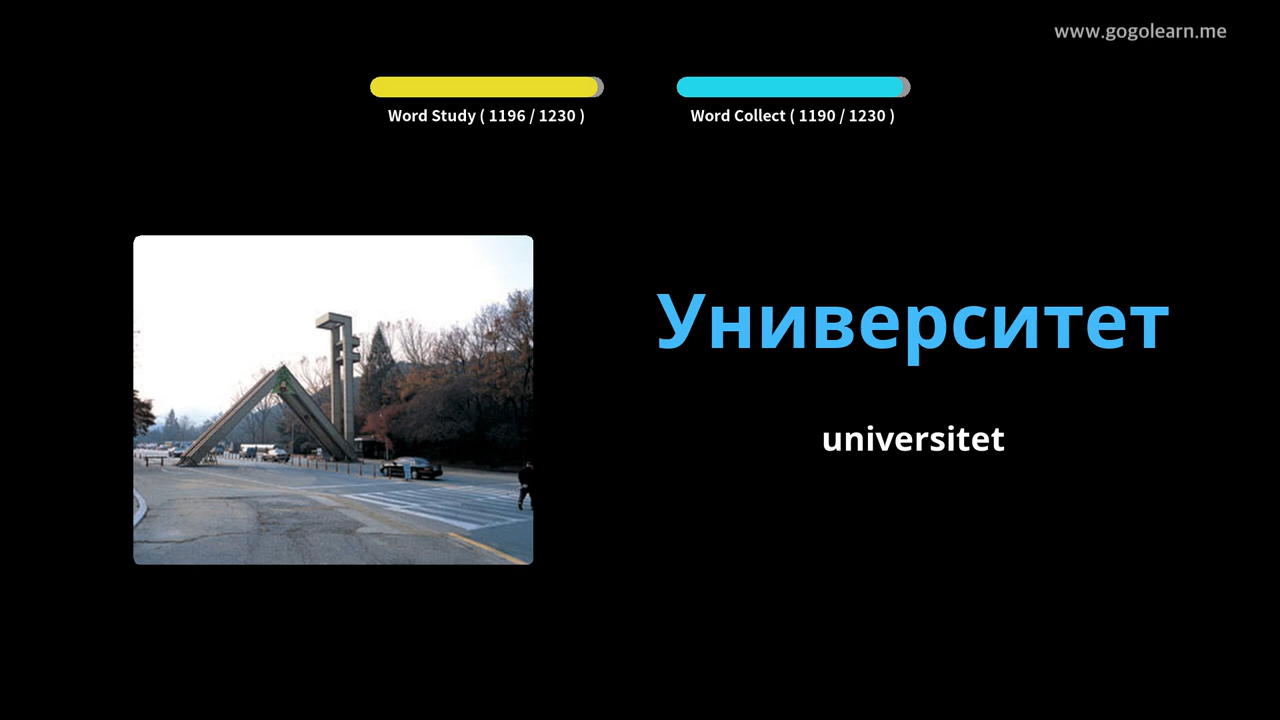 www.gogolearn.me
Word Study ( 1196 / 1230 )
Word Collect ( 1190 / 1230 )
Университет
universitet